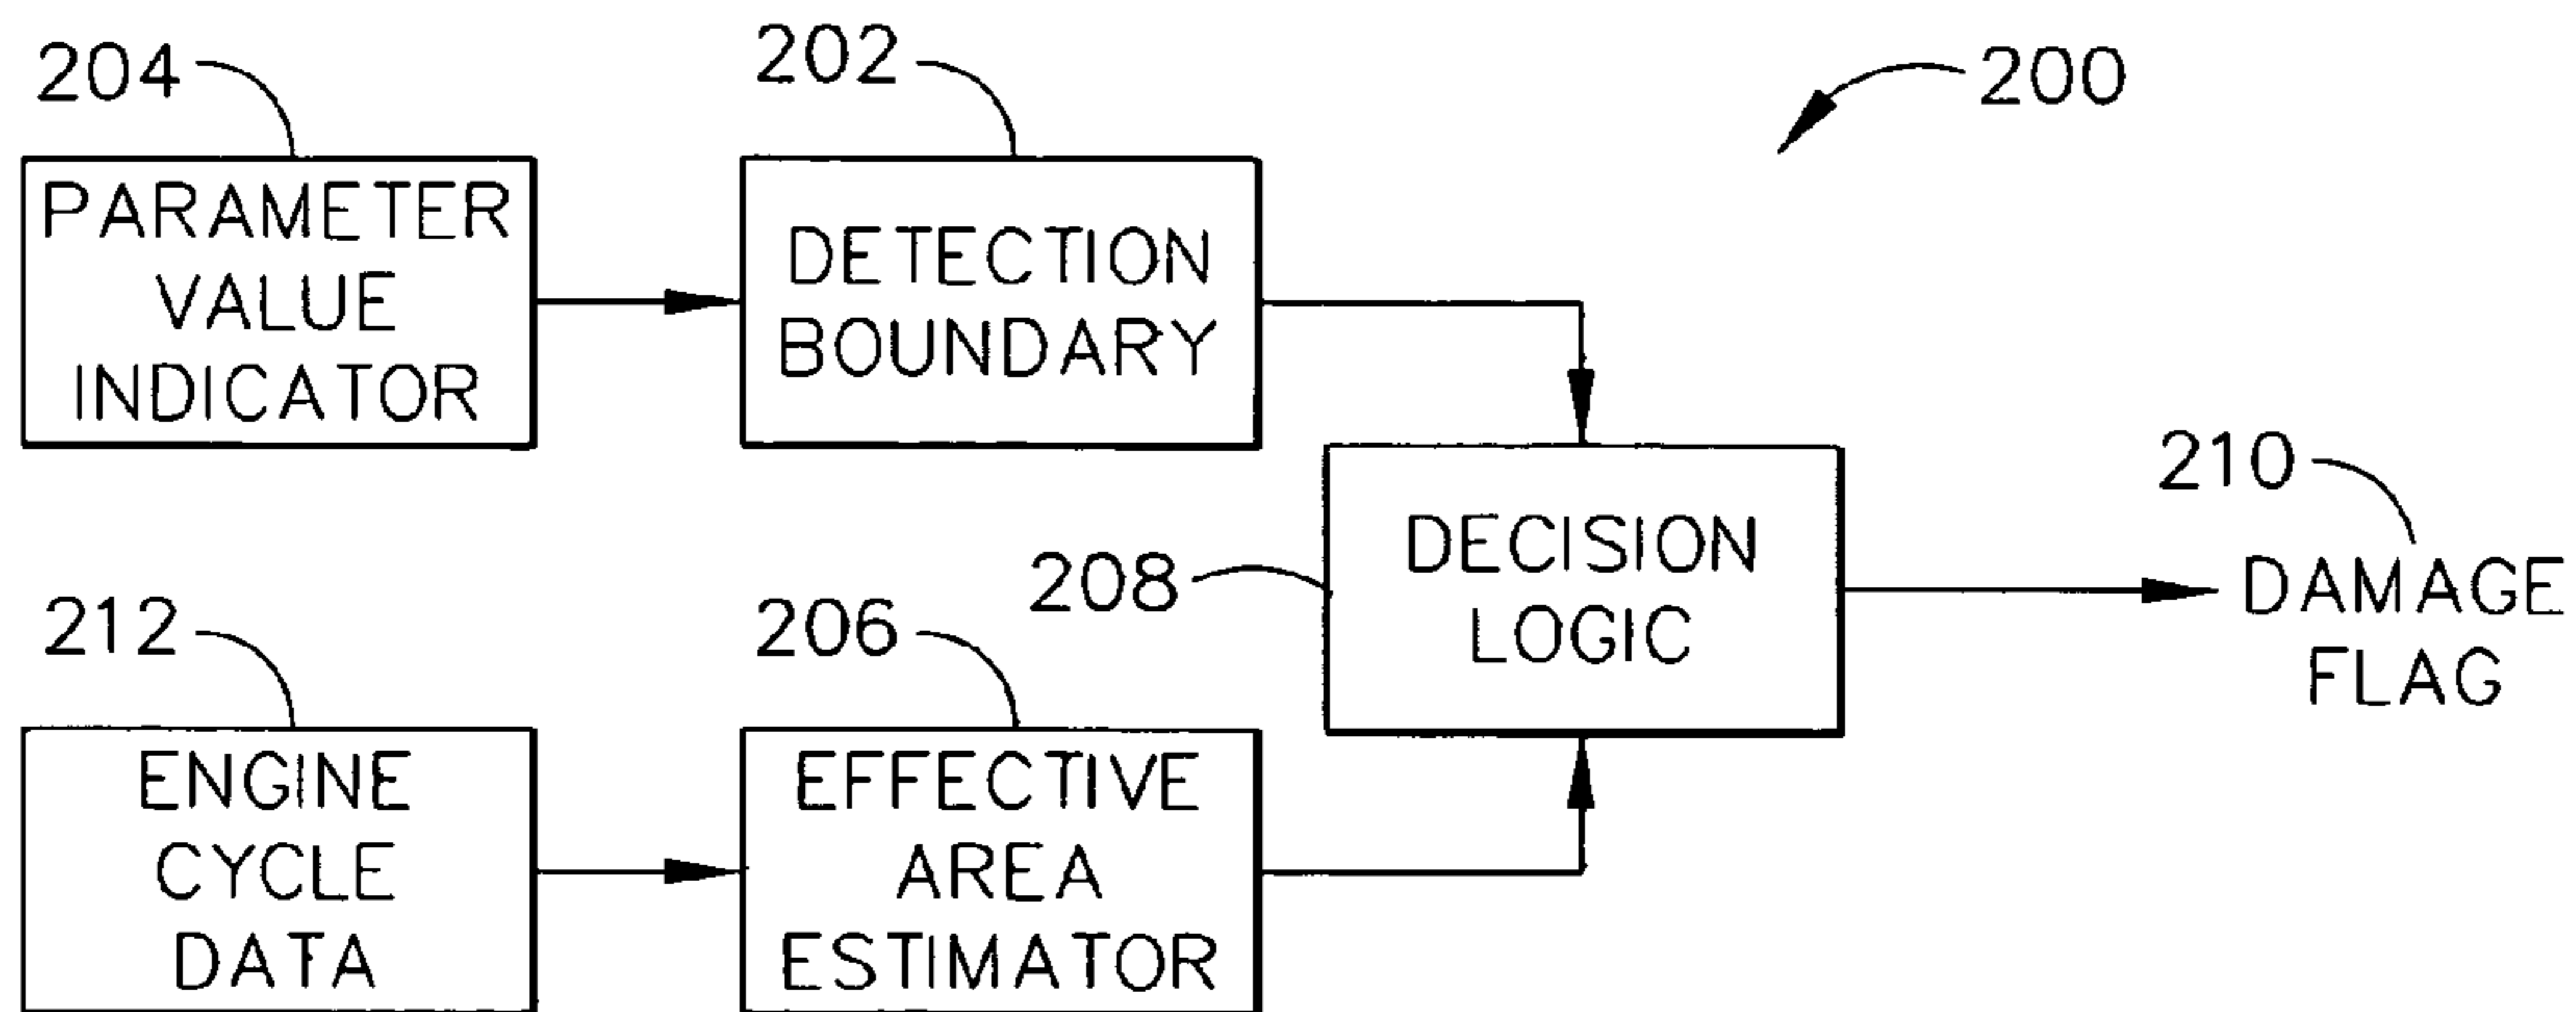 204
202
200
PARAMETER
VALUE
INDICATOR
DETECTION
BOUNDARY
212
206
208
DECISION
LOGIC
210
DAMAGE
FLAG
ENGINE
CYCLE
DATA
EFFECTIVE
AREA
ESTIMATOR